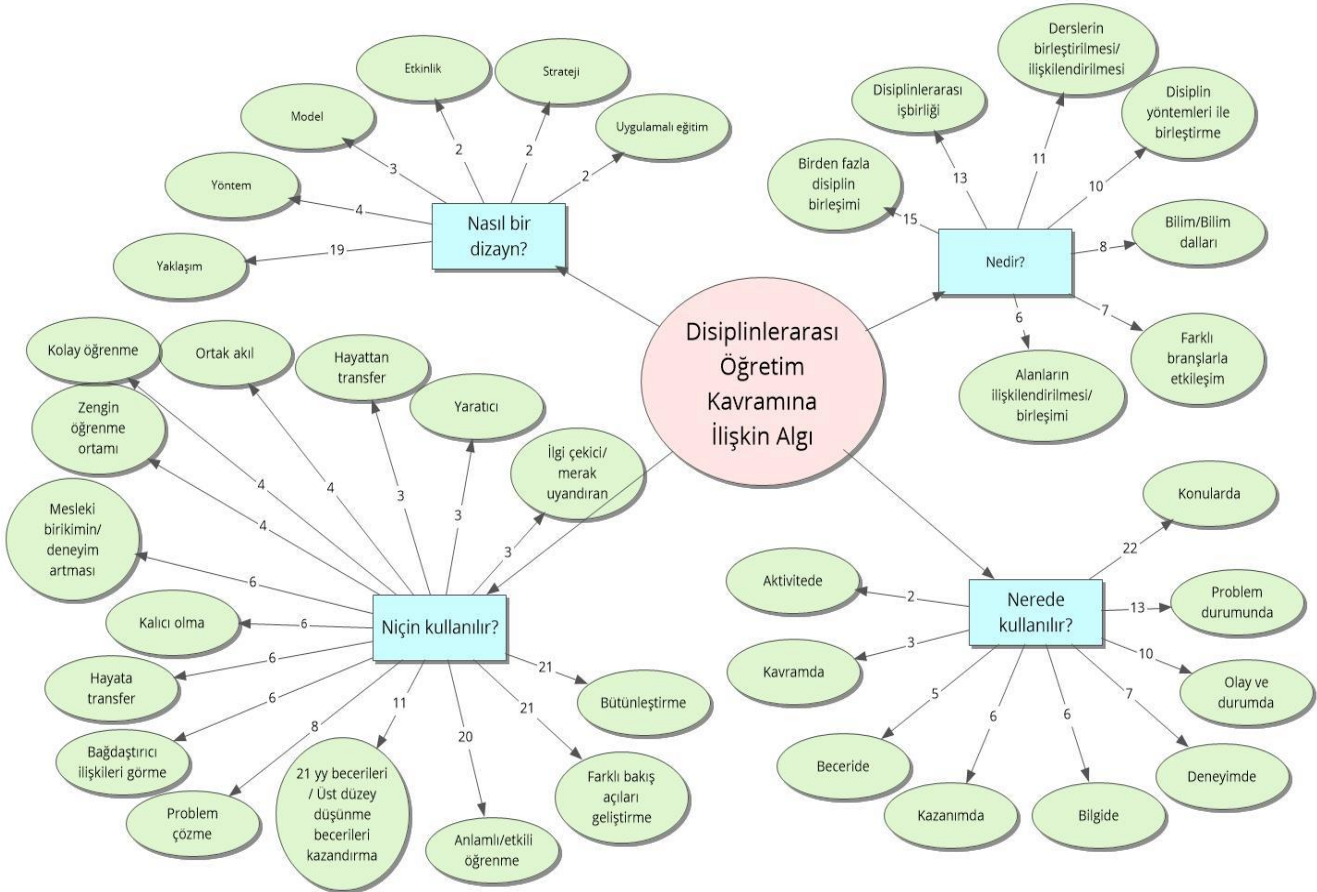 Disiplinlerarası
Öğretim
Kavramına
İlişkin Algı
Nasıl bir
dizayn?
Yaklaşım
19
Yöntem
4
Model
3
Etkinlik
2
Strateji
2
Uygulamalı eğitim
2
Nedir?
Birden fazla
disiplin
birleşimi
15
Disiplinlerarası
işbirliği
13
Derslerin
birleştirilmesi/
ilişkilendirilmesi
11
Disiplin
yöntemleri ile
birleştirme
10
Bilim/Bilim
dalları
8
Farklı
branşlarla
etkileşim
7
Alanların
ilişkilendirilmesi/
birleşimi
6
Niçin kullanılır?
Kolay öğrenme
4
Ortak akıl
4
Hayattan
transfer
3
Yaratıcı
3
İlgi çekici/
merak
uyandıran
3
Zengin
öğrenme
ortamı
4
Mesleki
birikimin/
deneyim
artması
6
Kalıcı olma
6
Hayata
transfer
6
Bağdaştırıcı
ilişkileri görme
6
Problem
çözme
8
21 yy becerileri
/ Üst düzey
düşünme
becerileri
kazandırma
11
Anlamlı/etkili
öğrenme
20
Farklı bakış
açıları
geliştirme
21
Bütünleştirme
21
Nerede
kullanılır?
Konularda
22
Problem
durumunda
13
Olay ve
durumda
10
Deneyimde
7
Bilgide
6
Kazanımda
6
Beceride
5
Kavramda
3
Aktivitede
2